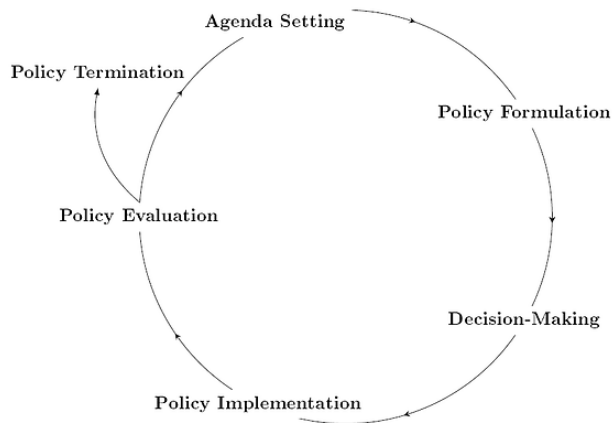 Agenda Setting
Policy Termination
Policy Formulation
Policy Evaluation
Decision-Making
Policy Implementation